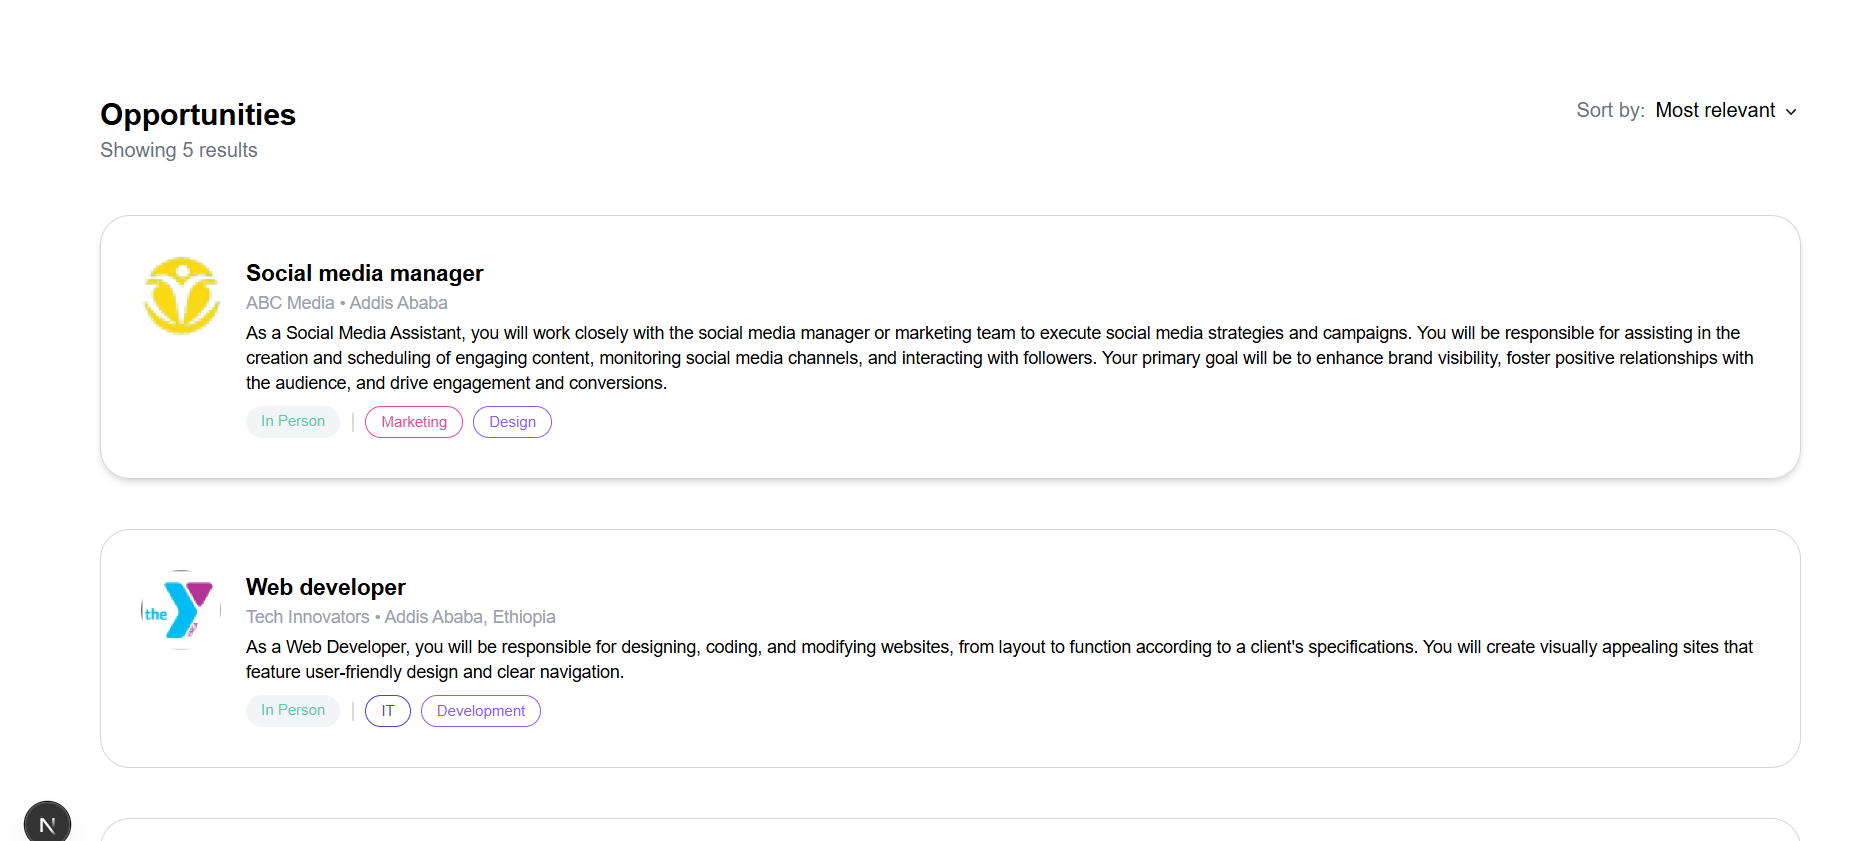 Opportunities
Showing 5 results
Sort by: Most relevant
Social media manager
ABC Media • Addis Ababa
As a Social Media Assistant, you will work closely with the social media manager or marketing team to execute social media strategies and campaigns. You will be responsible for assisting in the
creation and scheduling of engaging content, monitoring social media channels, and interacting with followers. Your primary goal will be to enhance brand visibility, foster positive relationships with
the audience, and drive engagement and conversions.
In Person | Marketing Design
the
Web developer
Tech Innovators • Addis Ababa, Ethiopia
As a Web Developer, you will be responsible for designing, coding, and modifying websites, from layout to function according to a client's specifications. You will create visually appealing sites that
feature user-friendly design and clear navigation.
In Person | IT Development
N